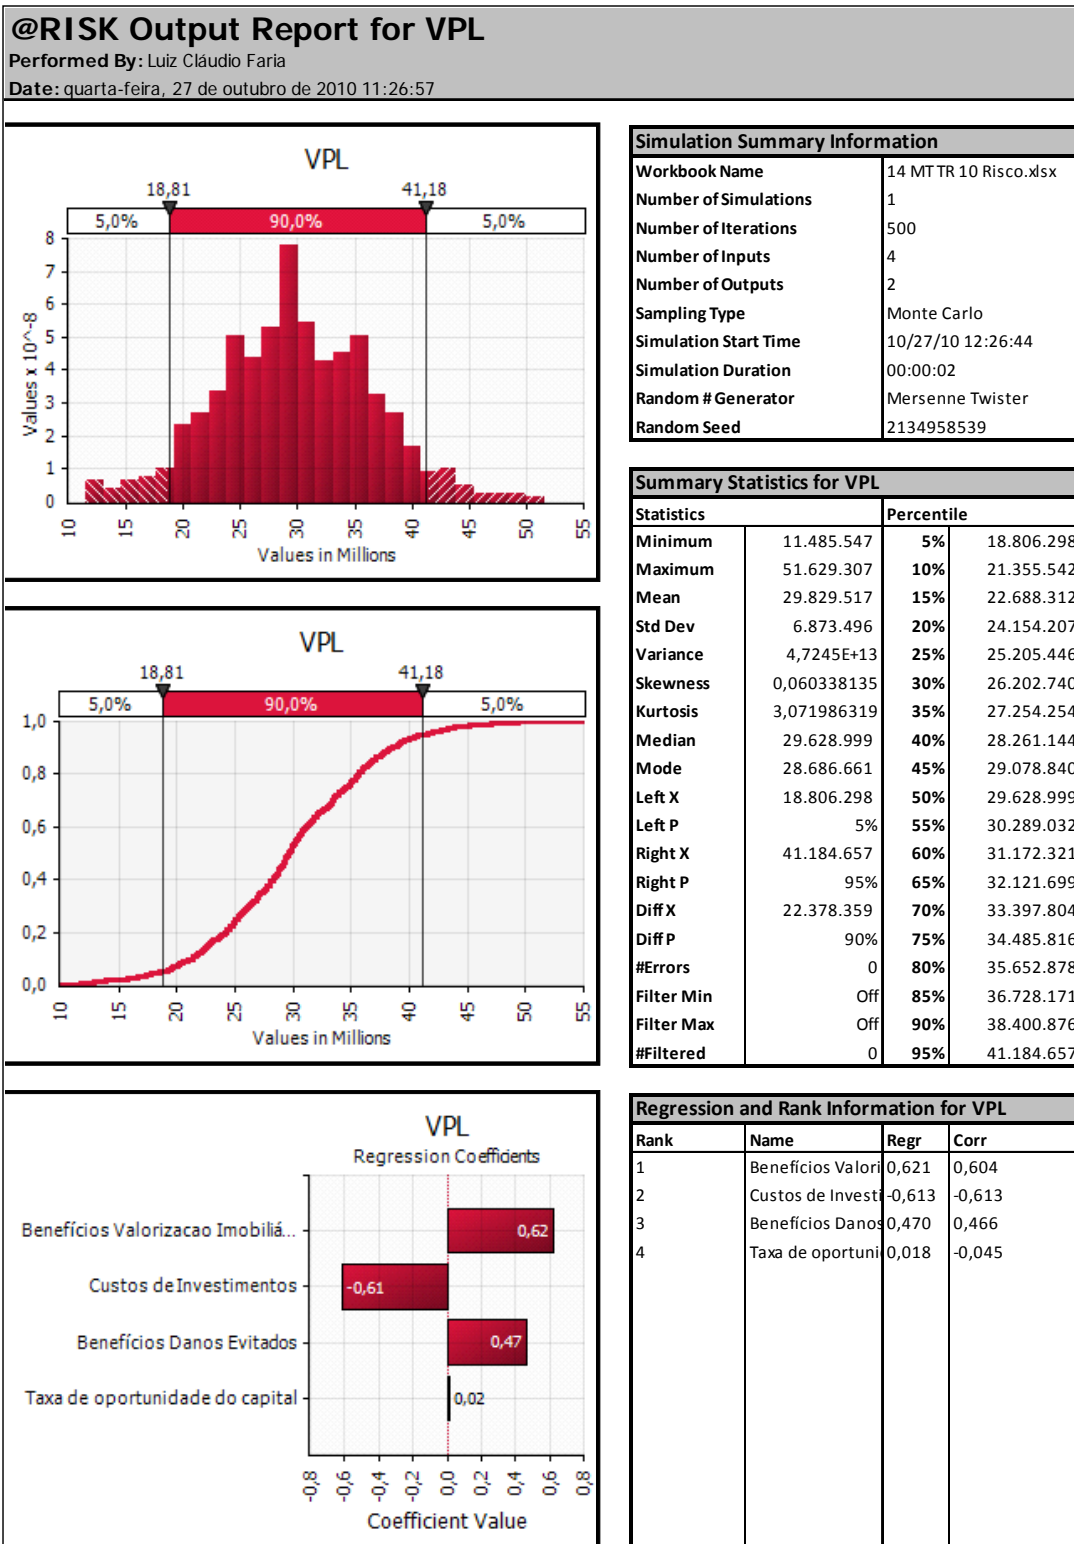 @RISK Output Report for VPL
Performed By: Luiz Cláudio Faria
Date: quarta-feira, 27 de outubro de 2010 11:26:57
VPL
18,81 41,18
5,0% 90,0% 5,0%
8
7
6
5
4
3
2
1
0
Values x 10^-8
10 15 20 25 30 35 40 45 50 55
Values in Millions
VPL
18,81 41,18
5,0% 90,0% 5,0%
1,0
0,8
0,6
0,4
0,2
0,0
10 15 20 25 30 35 40 45 50 55
Values in Millions
VPL
Regression Coefficients
Benefícios Valorizacao Imobiliá... 0,62
Custos de Investimentos -0,61
Benefícios Danos Evitados 0,47
Taxa de oportunidade do capital 0,02
-0,8 -0,6 -0,4 -0,2 0,0 0,2 0,4 0,6 0,8
Coefficient Value
Simulation Summary Information
Workbook Name 14 MT TR 10 Risco.xlsx
Number of Simulations 1
Number of Iterations 500
Number of Inputs 4
Number of Outputs 2
Sampling Type Monte Carlo
Simulation Start Time 10/27/10 12:26:44
Simulation Duration 00:00:02
Random # Generator Mersenne Twister
Random Seed 2134958539
Summary Statistics for VPL
Statistics Percentile
Minimum 11.485.547 5% 18.806.298
Maximum 51.629.307 10% 21.355.542
Mean 29.829.517 15% 22.688.312
Std Dev 6.873.496 20% 24.154.207
Variance 4,7245E+13 25% 25.205.446
Skewness 0,060338135 30% 26.202.740
Kurtosis 3,071986319 35% 27.254.254
Median 29.628.999 40% 28.261.144
Mode 28.686.661 45% 29.078.840
Left X 18.806.298 50% 29.628.999
Left P 5% 55% 30.289.032
Right X 41.184.657 60% 31.172.321
Right P 95% 65% 32.121.699
Diff X 22.378.359 70% 33.397.804
Diff P 90% 75% 34.485.816
#Errors 0 80% 35.652.878
Filter Min Off 85% 36.728.171
Filter Max Off 90% 38.400.876
#Filtered 0 95% 41.184.657
Regression and Rank Information for VPL
Rank Name Regr Corr
1 Benefícios Valori 0,621 0,604
2 Custos de Investi -0,613 -0,613
3 Benefícios Danos 0,470 0,466
4 Taxa de oportuni 0,018 -0,045